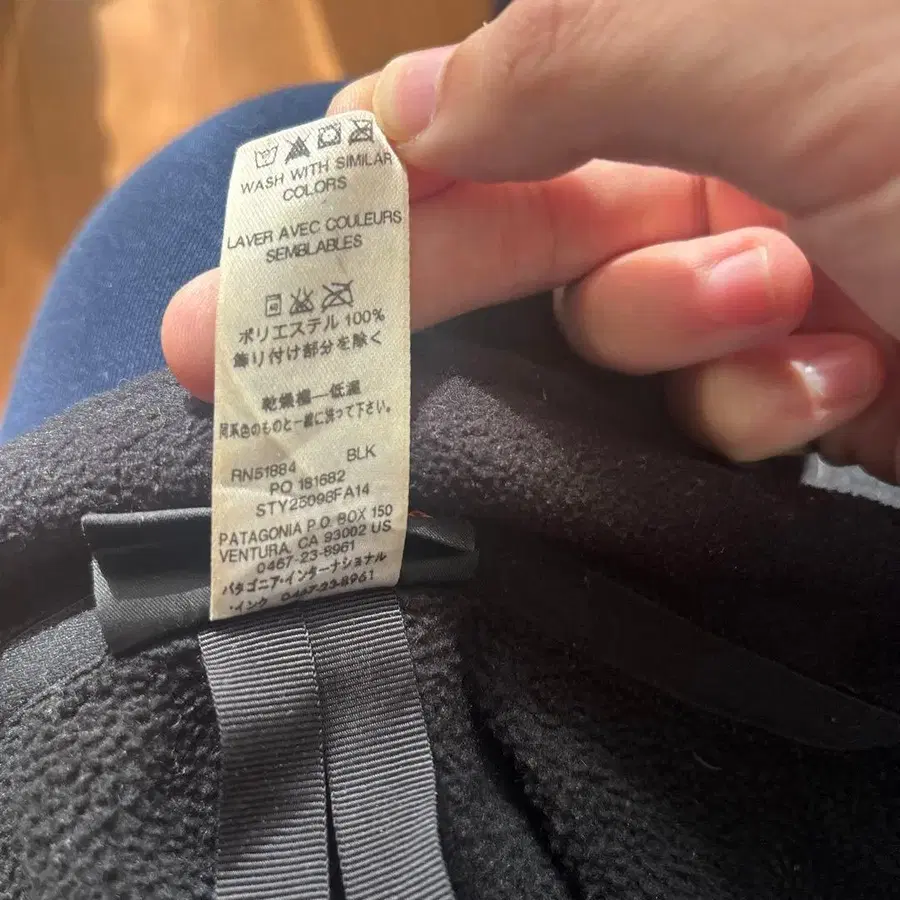 WASH WITH SIMILAR
COLORS
LAVER AVEC COULEURS
SEMBLABLES
40
ポリエステル 100%
飾り付け部分を除く
乾燥機—低温
同系色のものと一緒に洗って下さい。
RN51884 BLK
PO 181682
STY25098FA14
PATAGONIA P.O. BOX 150
VENTURA, CA 93002 US
0467-23-8961
パタゴニア・インターナショナル
・インク 0467-23-8961